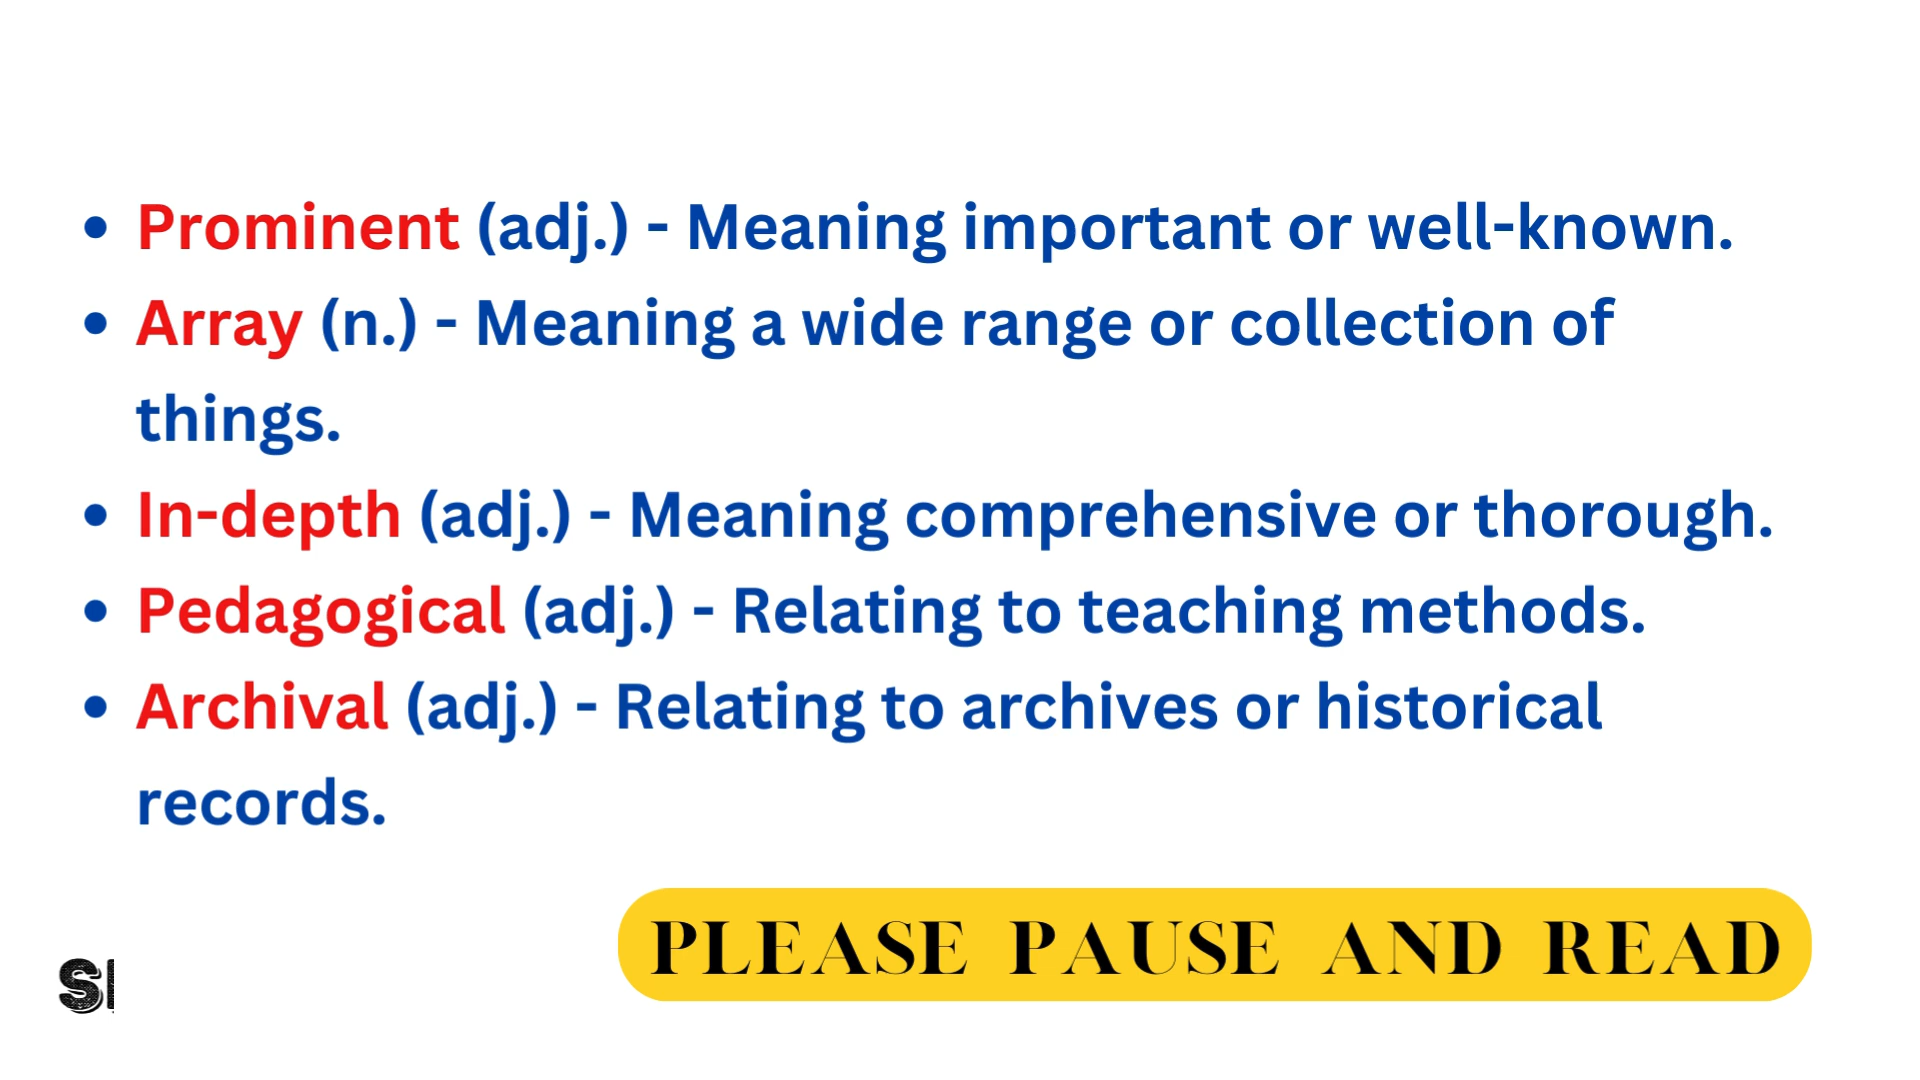 • Prominent (adj.) - Meaning important or well-known.
• Array (n.) - Meaning a wide range or collection of
things.
• In-depth (adj.) - Meaning comprehensive or thorough.
• Pedagogical (adj.) - Relating to teaching methods.
• Archival (adj.) - Relating to archives or historical
records.
PLEASE PAUSE AND READ